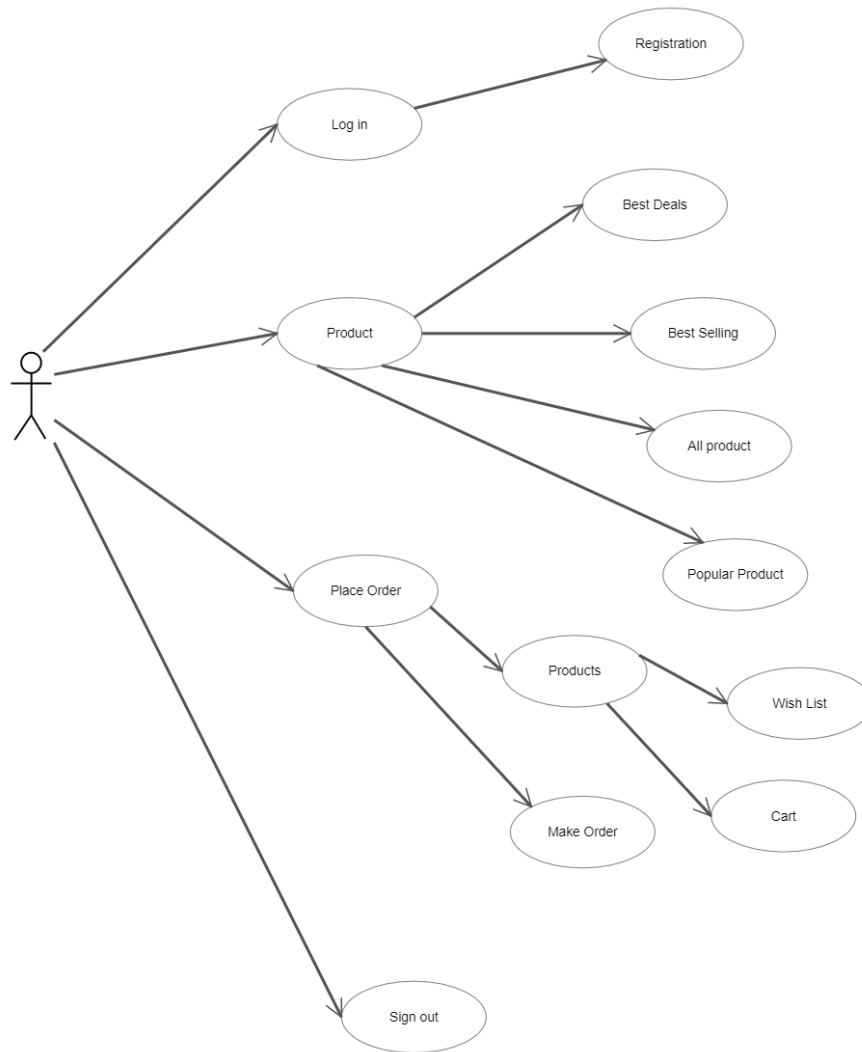 Registration
Log in
Best Deals
Product
Best Selling
All product
Popular Product
Place Order
Products
Wish List
Cart
Make Order
Sign out